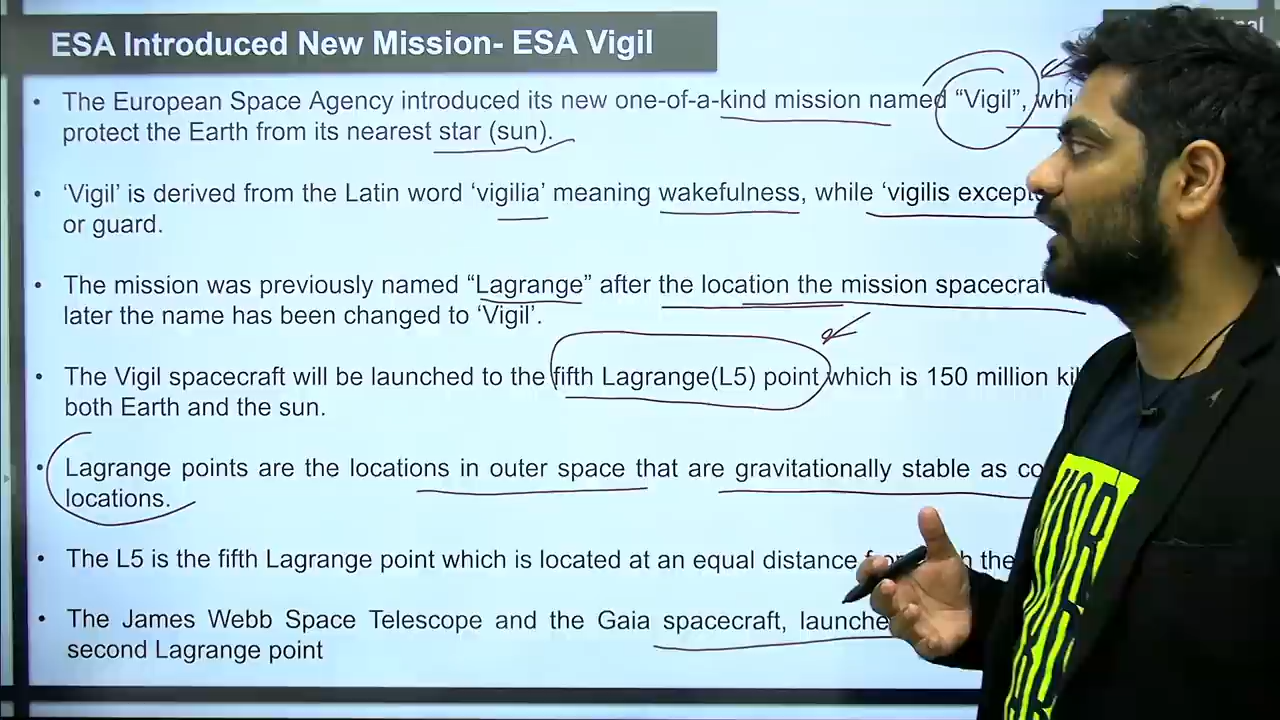 ESA Introduced New Mission- ESA Vigil
• The European Space Agency introduced its new one-of-a-kind mission named “Vigil”,
protect the Earth from its nearest star (sun).
• ‘Vigil’ is derived from the Latin word ‘vigilia’ meaning wakefulness, while ‘vigilis
or guard.
• The mission was previously named “Lagrange” after the location the mission
later the name has been changed to ‘Vigil’.
• The Vigil spacecraft will be launched to the fifth Lagrange(L5) point which is 150 million
both Earth and the sun.
• Lagrange points are the locations in outer space that are gravitationally stable as
locations.
• The L5 is the fifth Lagrange point which is located at an equal distance the
• The James Webb Space Telescope and the Gaia spacecraft,
second Lagrange point